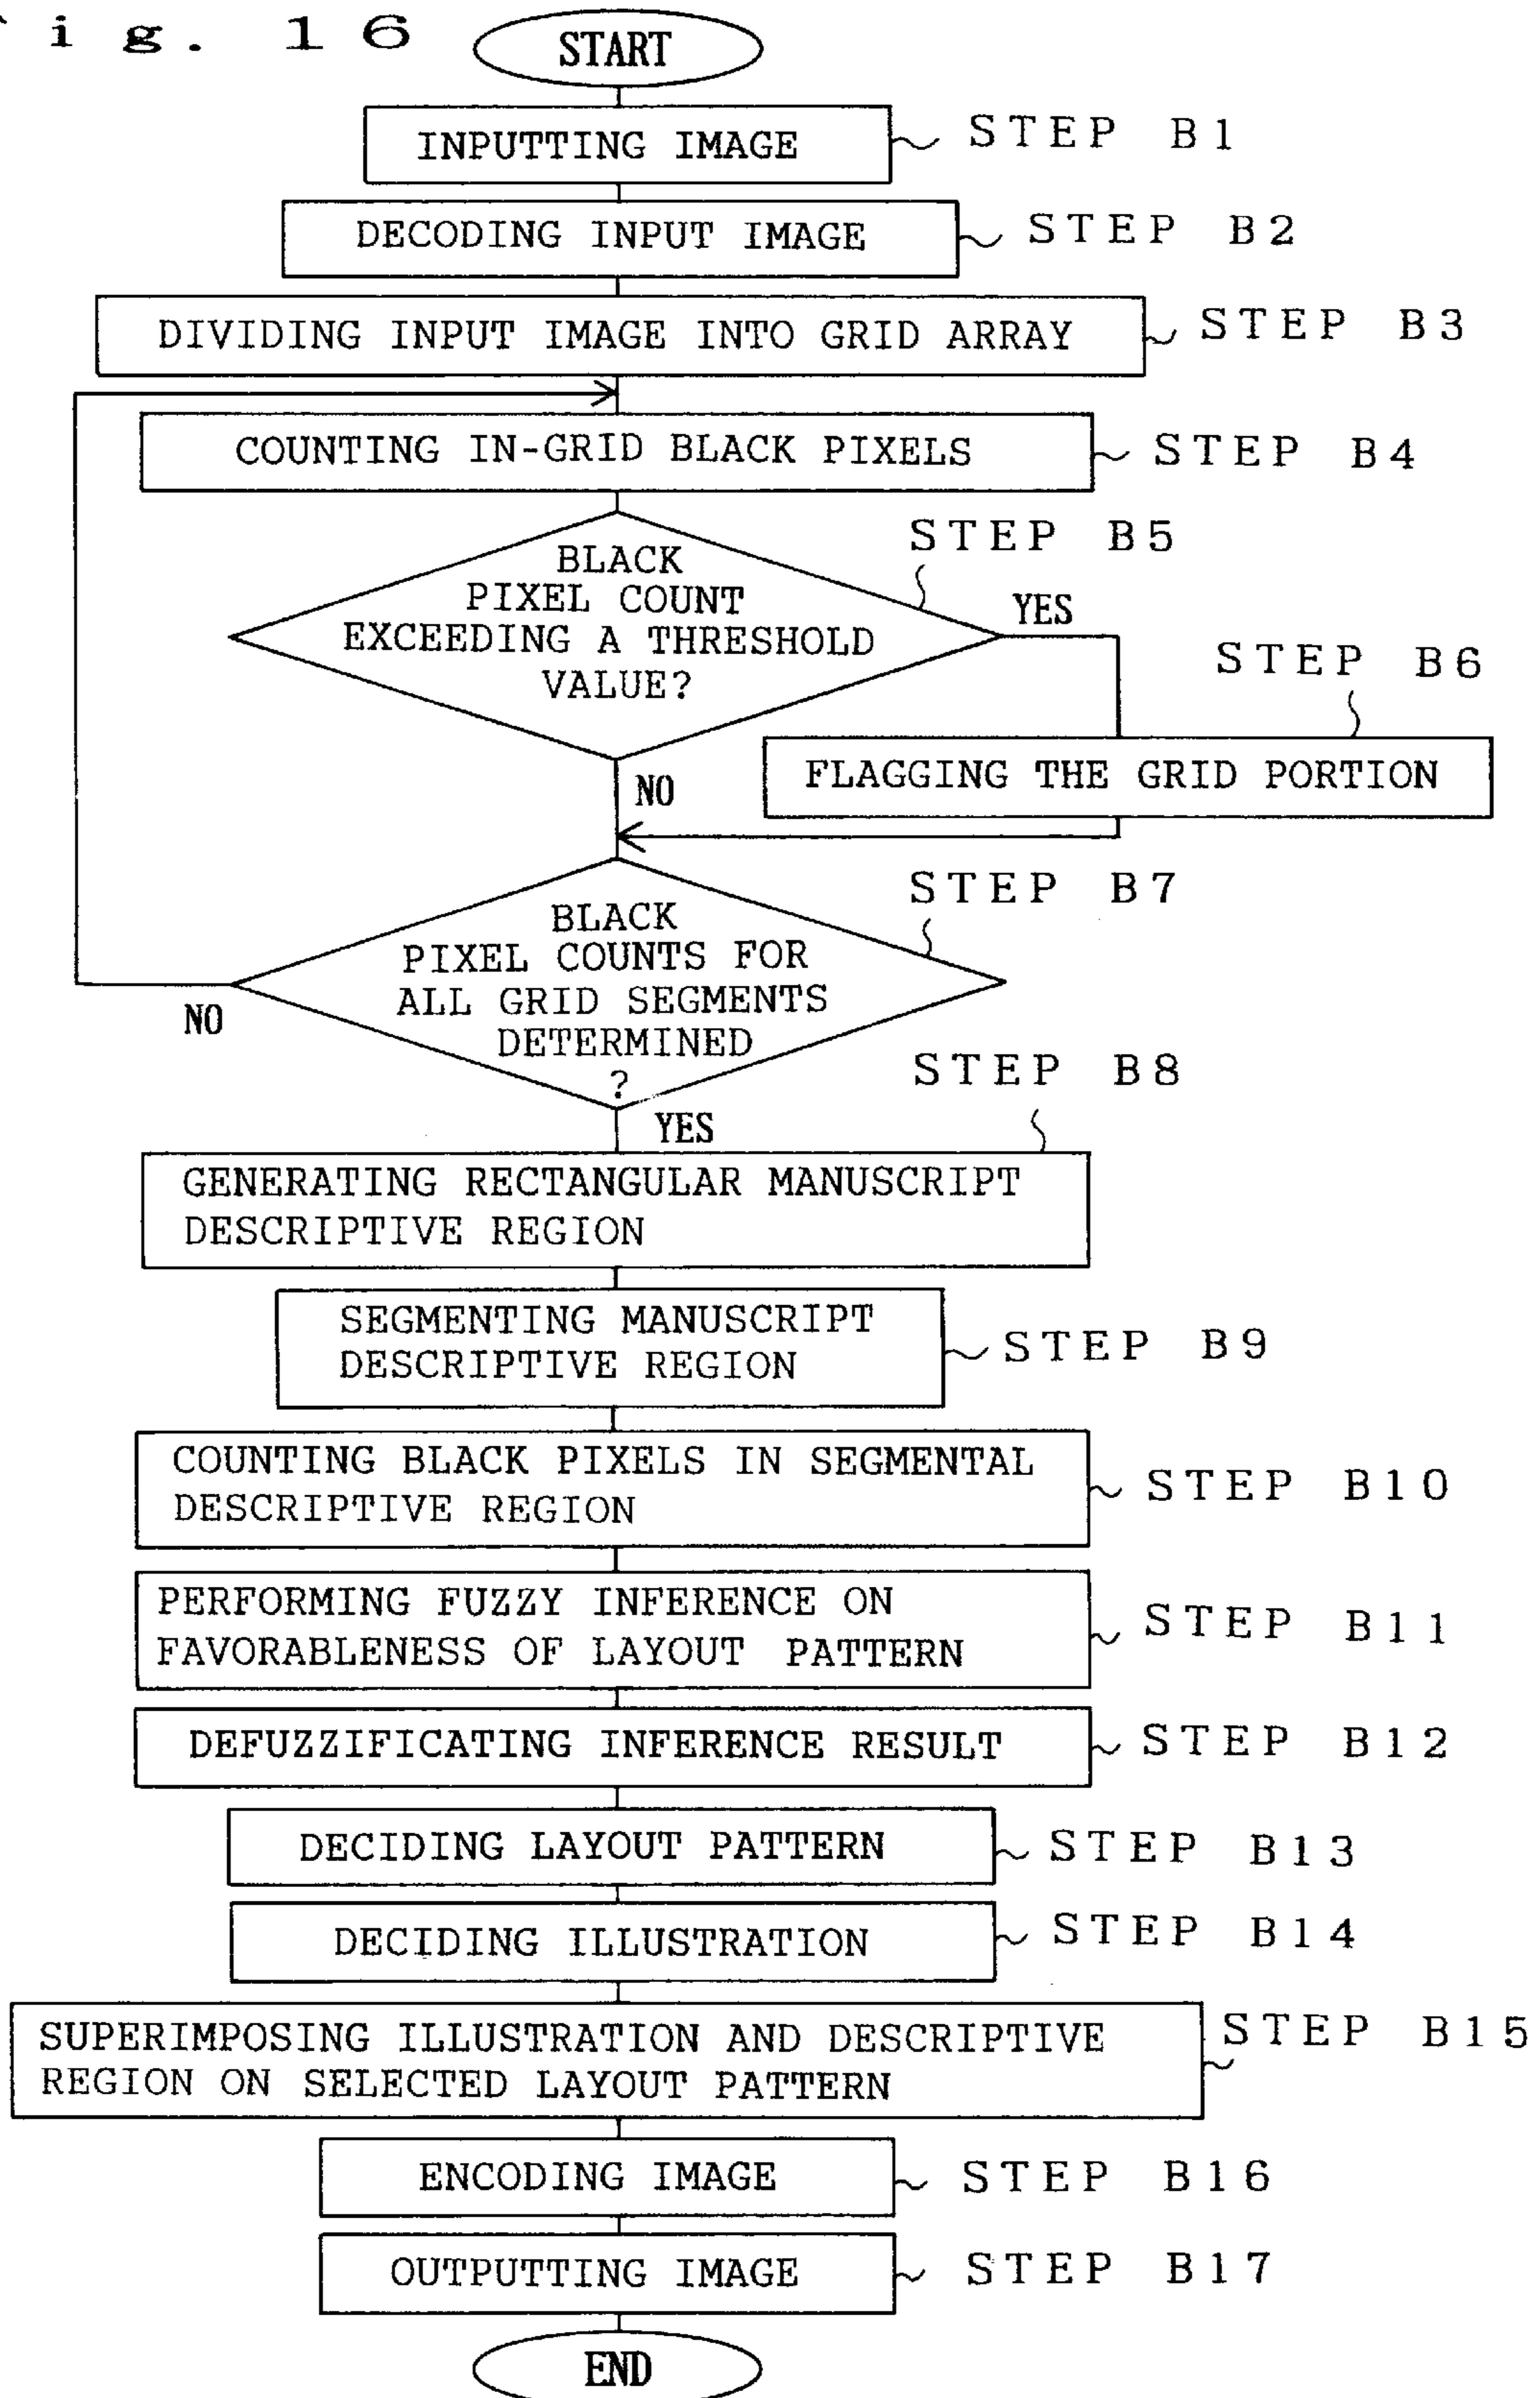 ig. 16
START
INPUTTING IMAGE
STEP B1
DECODING INPUT IMAGE
STEP B2
DIVIDING INPUT IMAGE INTO GRID ARRAY
STEP B3
COUNTING IN-GRID BLACK PIXELS
STEP B4
STEP B5
BLACK
PIXEL COUNT
EXCEEDING A THRESHOLD
VALUE?
YES
STEP B6
FLAGGING THE GRID PORTION
NO
STEP B7
BLACK
PIXEL COUNTS FOR
ALL GRID SEGMENTS
DETERMINED
?
NO
STEP B8
YES
GENERATING RECTANGULAR MANUSCRIPT
DESCRIPTIVE REGION
SEGMENTING MANUSCRIPT
DESCRIPTIVE REGION
STEP B9
COUNTING BLACK PIXELS IN SEGMENTAL
DESCRIPTIVE REGION
STEP B10
PERFORMING FUZZY INFERENCE ON
FAVORABLENESS OF LAYOUT PATTERN
STEP B11
DEFUZZIFICATING INFERENCE RESULT
STEP B12
DECIDING LAYOUT PATTERN
STEP B13
DECIDING ILLUSTRATION
STEP B14
SUPERIMPOSING ILLUSTRATION AND DESCRIPTIVE
REGION ON SELECTED LAYOUT PATTERN
STEP B15
ENCODING IMAGE
STEP B16
OUTPUTTING IMAGE
STEP B17
END